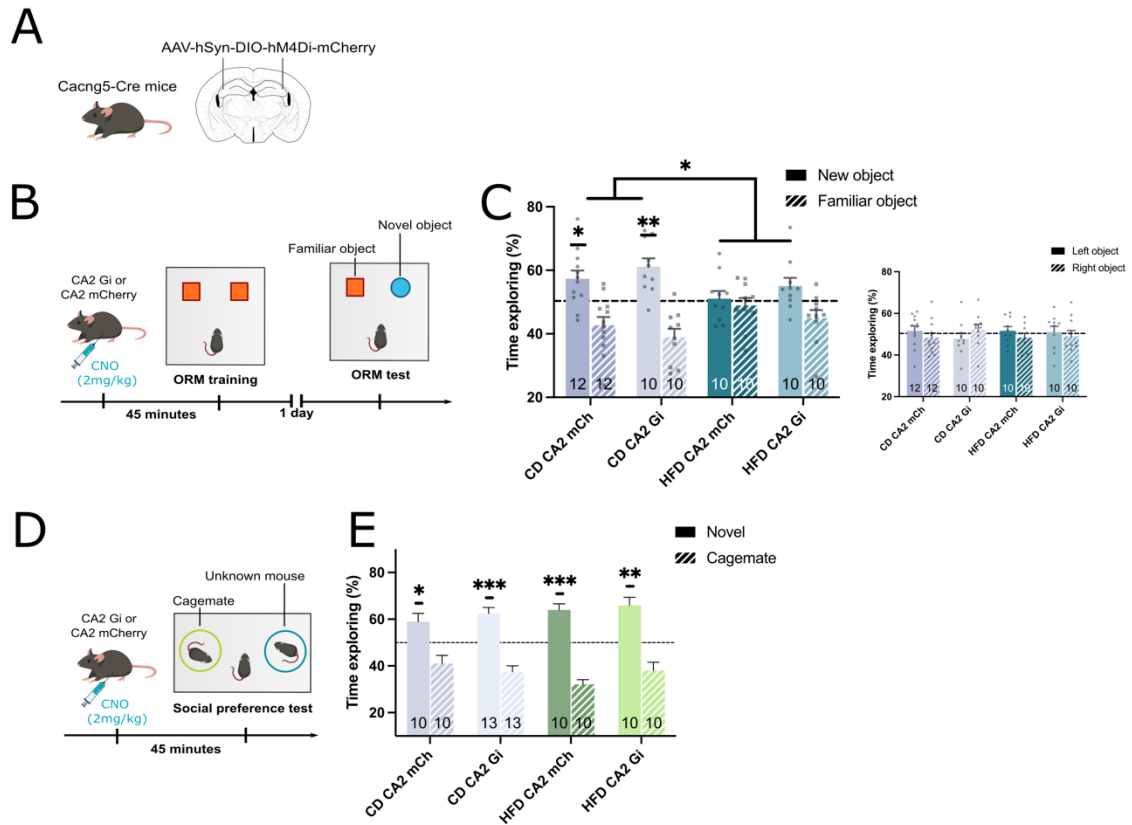 A
AAV-hSyn-DIO-hM4Di-mCherry
Cacng5-Cre mice
B
Familiar object
Novel object
CA2 Gi or
CA2 mCherry
CNO
(2mg/kg)
ORM training
ORM test
45 minutes
1 day
C
*
New object
Familiar object
Time exploring (%)
80
60
40
20
*
**
12
12
10
10
10
10
10
10
CD CA2 mCh
CD CA2 Gi
HFD CA2 mCh
HFD CA2 Gi
Left object
Right object
Time exploring (%)
80
60
40
20
12
12
10
10
10
10
10
10
CD CA2 mCh
CD CA2 Gi
HFD CA2 mCh
HFD CA2 Gi
D
Unknown mouse
Cagemate
CA2 Gi or
CA2 mCherry
CNO
(2mg/kg)
Social preference test
45 minutes
E
Novel
Cagemate
Time exploring (%)
80
60
40
20
*
***
***
**
10
10
13
13
10
10
10
10
CD CA2 mCh
CD CA2 Gi
HFD CA2 mCh
HFD CA2 Gi